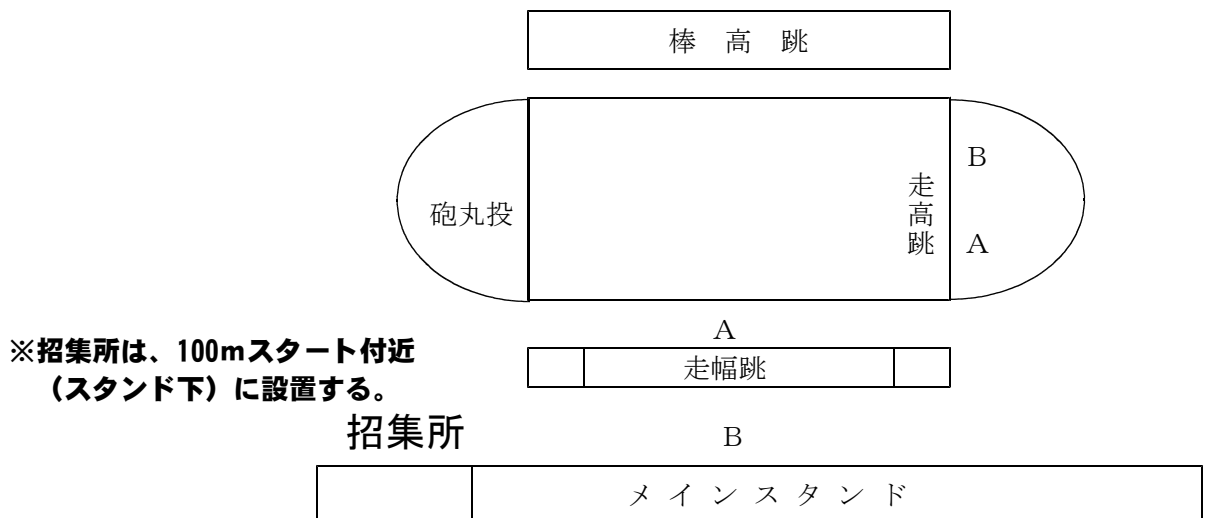 棒 高 跳
B
走高跳
砲丸投
A
A
※招集所は、100mスタート付近
走幅跳
（スタンド下）に設置する。
招集所
B
メ イ ン ス タ ン ド